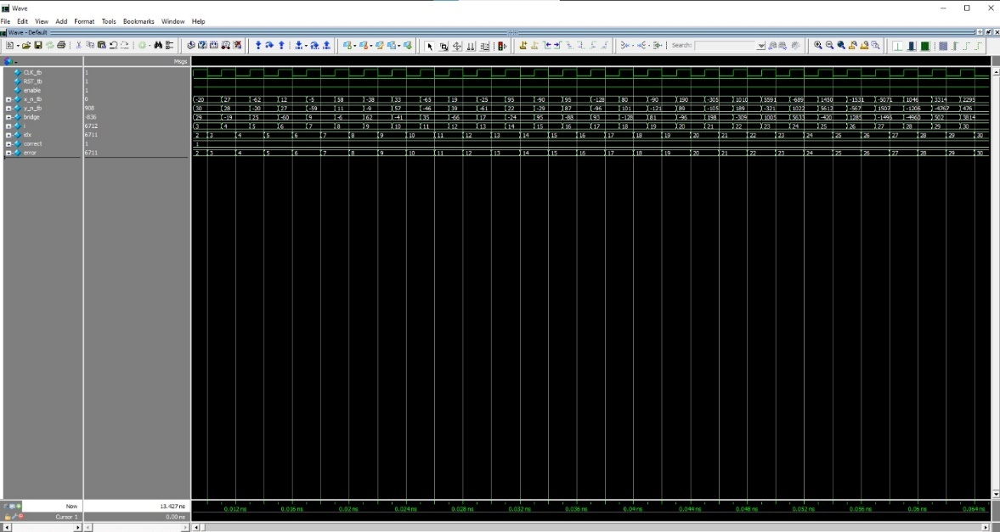 Wave
File Edit View Add Format Tools Bookmarks Window Help
Wave - Default
Search:
Msgs
CLK_tb 1
RST_tb 1
enable 1
x_n_tb 0 -20 27 -62 12 -5 58 -38 33 -65 19 -25 95 -90 95 -128 80 -90 190 -305 1010 5591 -689 1450 -1531 -5071 1046 3314 2295
y_n_tb 908 30 28 -20 27 -59 11 -9 57 -46 39 -61 22 -29 87 -96 101 -121 89 -105 189 -321 1022 5612 -567 1507 -1206 -4767 476
bridge -836 29 -19 25 -60 9 -6 62 -41 35 -66 17 -24 95 -88 93 -128 81 -96 198 -309 1005 5633 -420 1285 -1496 -4960 502 3814
i 6712 3 4 5 6 7 8 9 10 11 12 13 14 15 16 17 18 19 20 21 22 23 24 25 26 27 28 29 30
idx 6711 2 3 4 5 6 7 8 9 10 11 12 13 14 15 16 17 18 19 20 21 22 23 24 25 26 27 28 29 30
correct 1 1
error 6711 2 3 4 5 6 7 8 9 10 11 12 13 14 15 16 17 18 19 20 21 22 23 24 25 26 27 28 29 30
Now 13.427 ns 0.012 ns 0.016 ns 0.02 ns 0.024 ns 0.028 ns 0.032 ns 0.036 ns 0.04 ns 0.044 ns 0.048 ns 0.052 ns 0.056 ns 0.06 ns 0.064 ns
Cursor 1 0.00 ns